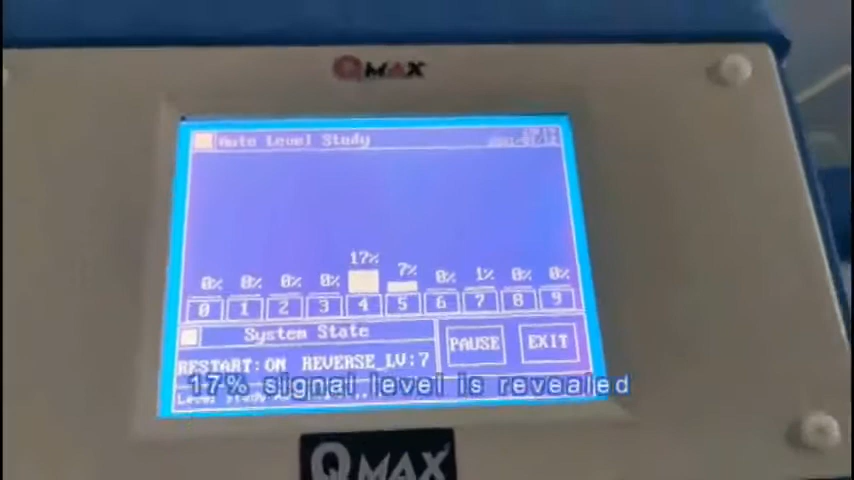 QMAX
Auto Level Study
17%
0% 0% 0% 0% 7% 0% 1% 0% 0%
0 1 2 3 4 5 6 7 8 9
System State
PAUSE EXIT
RESTART:ON REVERSE_LV:7
17% signal level is revealed
QMAX